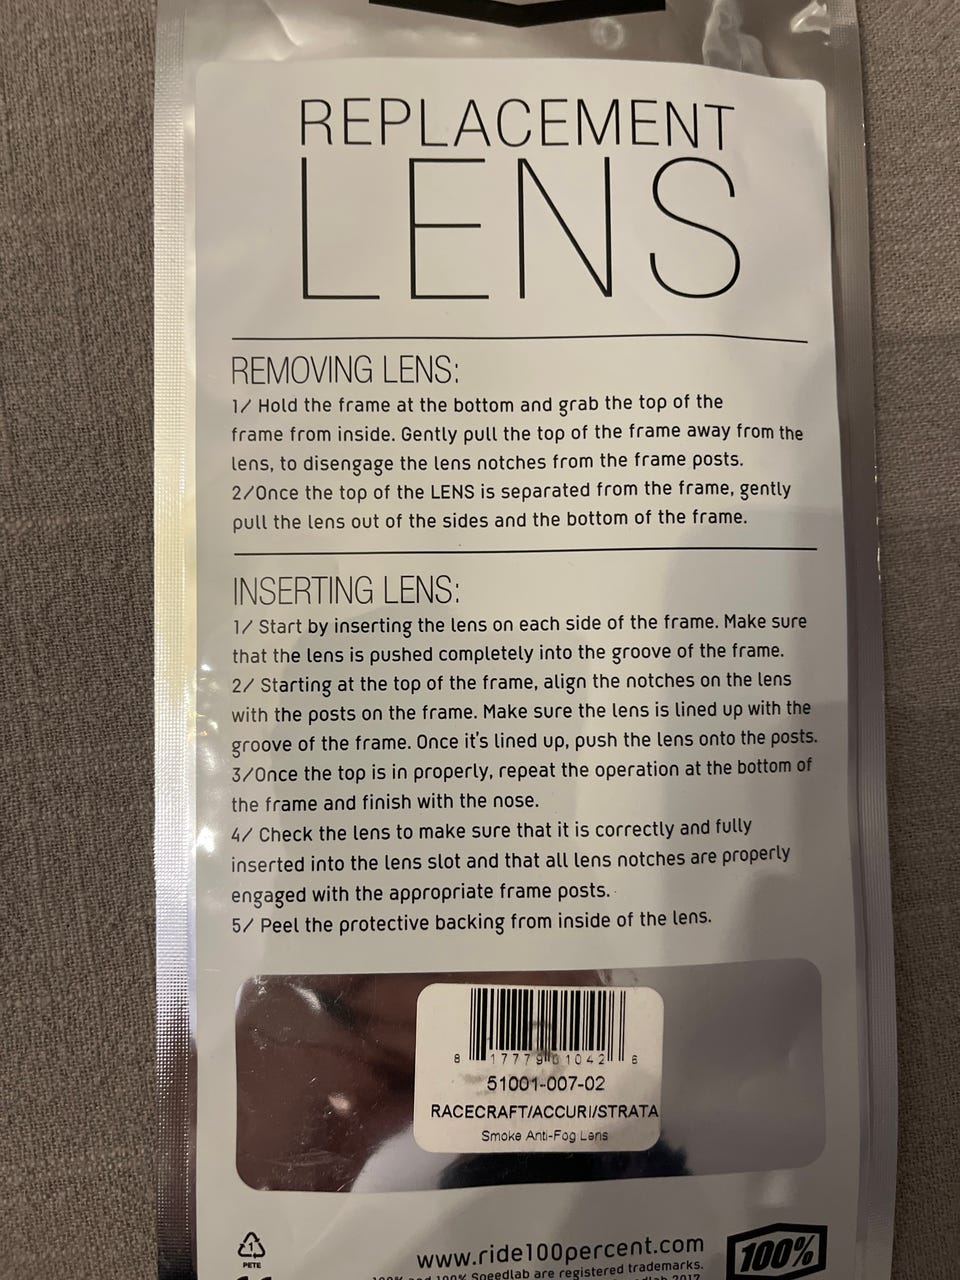 REPLACEMENT
LENS
REMOVING LENS:
1/ Hold the frame at the bottom and grab the top of the
frame from inside. Gently pull the top of the frame away from the
lens, to disengage the lens notches from the frame posts.
2/Once the top of the LENS is separated from the frame, gently
pull the lens out of the sides and the bottom of the frame.
INSERTING LENS:
1/ Start by inserting the lens on each side of the frame. Make sure
that the lens is pushed completely into the groove of the frame.
2/ Starting at the top of the frame, align the notches on the lens
with the posts on the frame. Make sure the lens is lined up with the
groove of the frame. Once it's lined up, push the lens onto the posts.
3/Once the top is in properly, repeat the operation at the bottom of
the frame and finish with the nose.
4/ Check the lens to make sure that it is correctly and fully
inserted into the lens slot and that all lens notches are properly
engaged with the appropriate frame posts.
5/ Peel the protective backing from inside of the lens.
8 17779 01042 6
51001-007-02
RACECRAFT/ACCURI/STRATA
Smoke Anti-Fog Lens
1
PETE
www.ride100percent.com
100%
100% Speedlab are registered trademarks.
2017